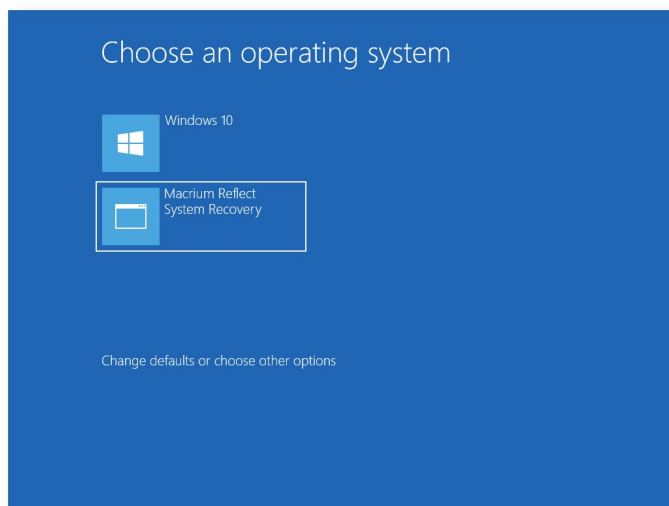 Choose an operating system
Windows 10
Macrium Reflect
System Recovery
Change defaults or choose other options